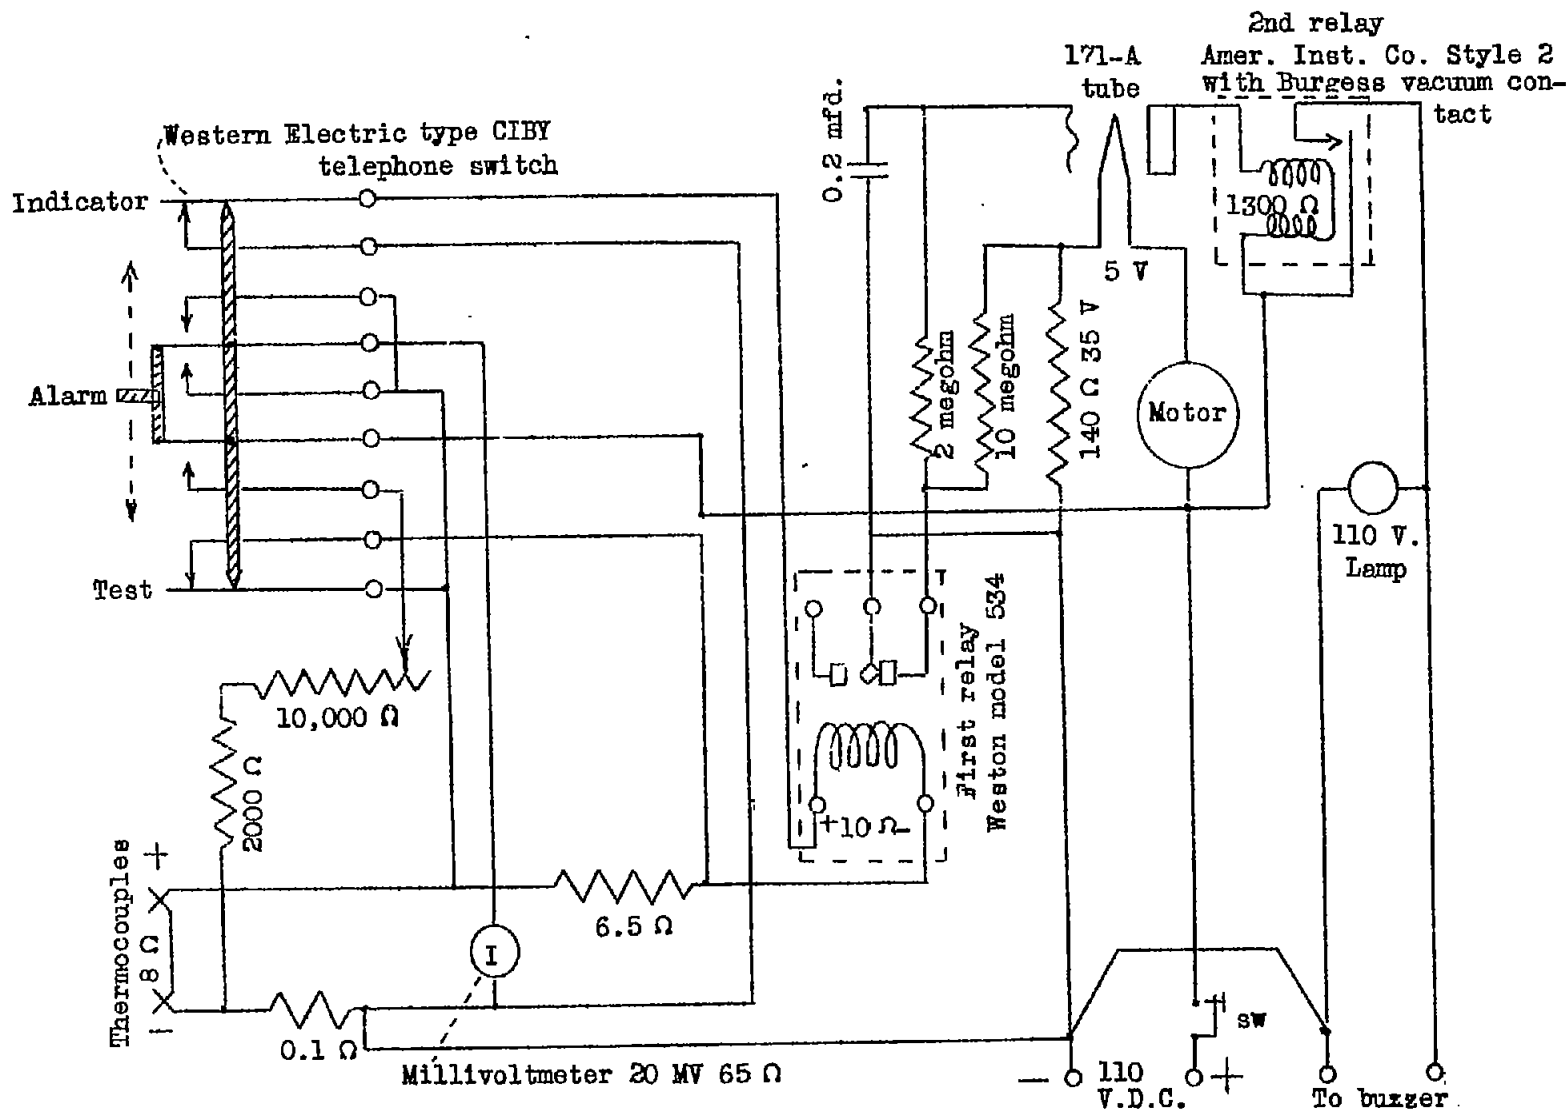 2nd relay
Amer. Inst. Co. Style 2
with Burgess vacuum con-
tact
171-A
tube
0.2 mfd.
Western Electric type CIBY
telephone switch
Indicator
1300 Ω
5 V
2 megohm
10 megohm
140 Ω 35 V
Motor
Alarm
110 V.
Lamp
Test
First relay
Weston model 534
10,000 Ω
2000 Ω
+10 Ω-
Thermocouples
+
8 Ω
-
6.5 Ω
I
0.1 Ω
SW
Millivoltmeter 20 MV 65 Ω
- 110 +
V.D.C.
To buzzer